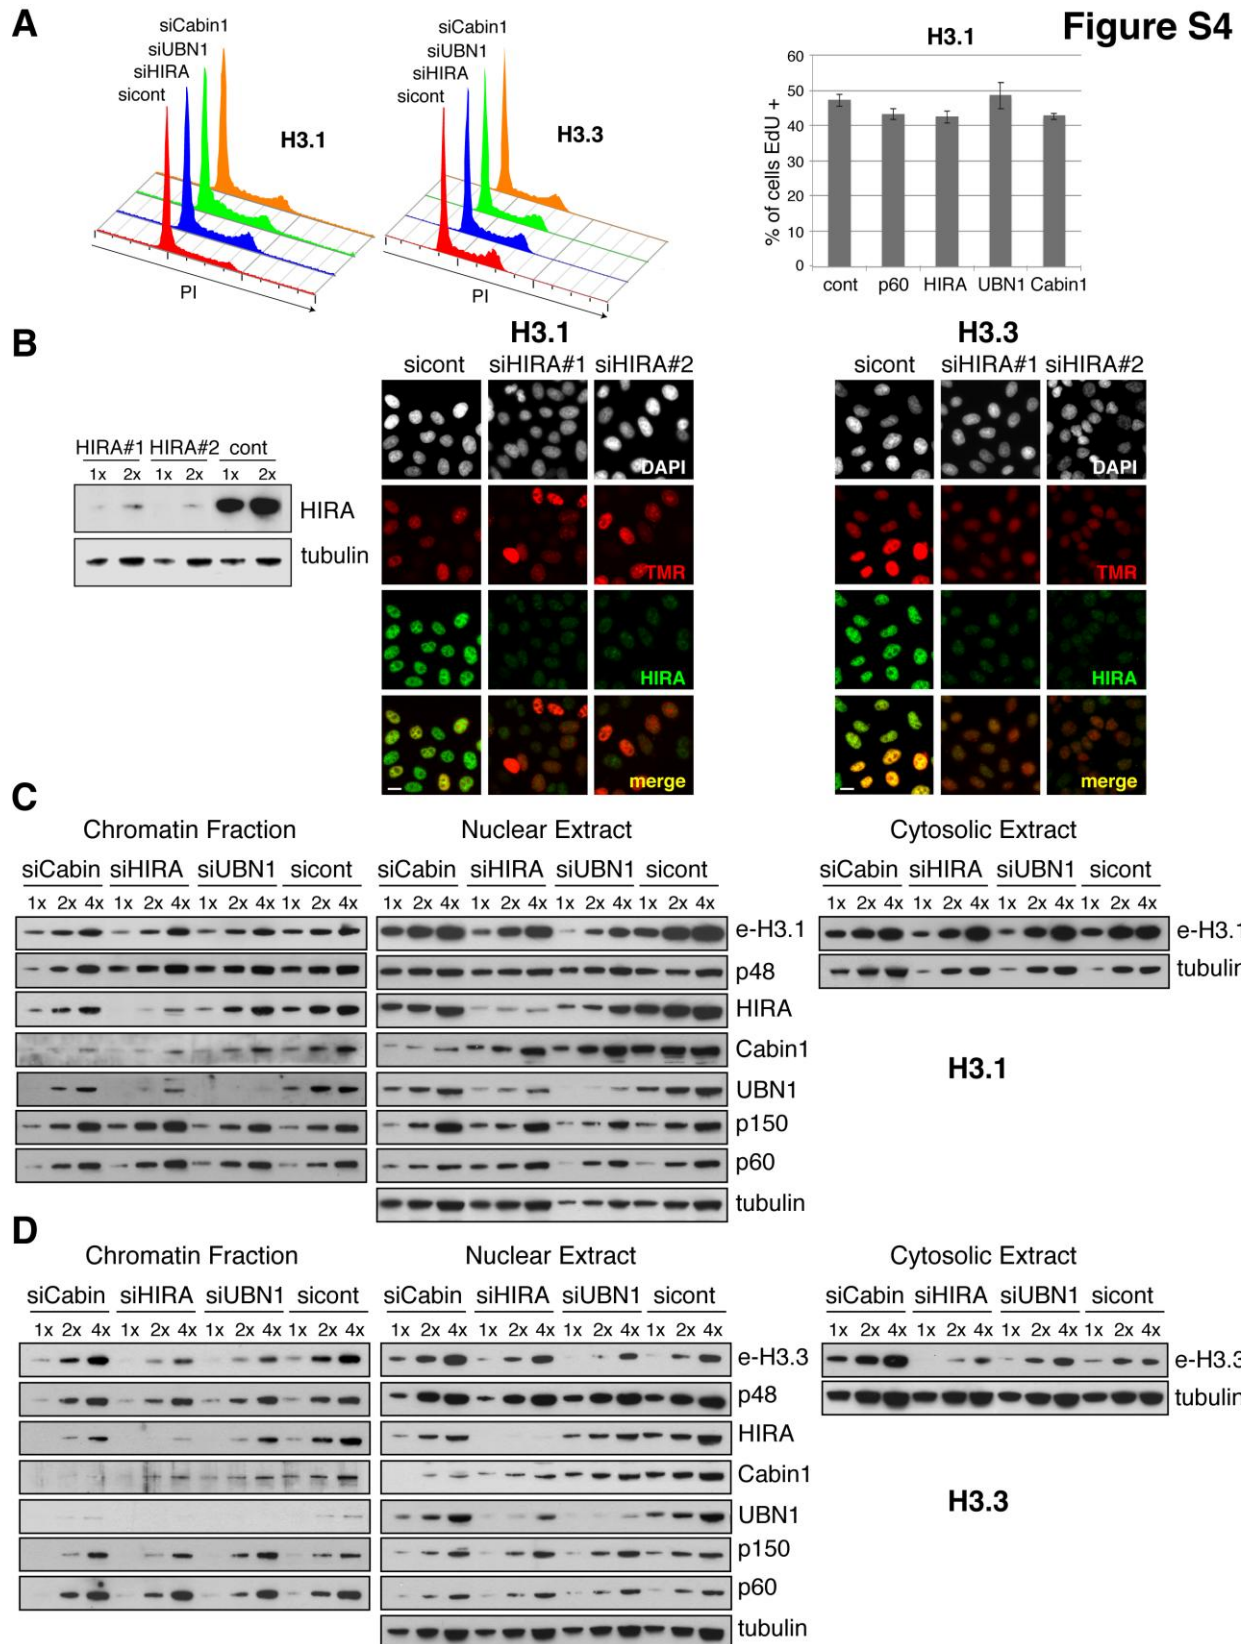 Figure S4
A
siCabin1
siUBN1
siHIRA
sicont
H3.1
PI
siCabin1
siUBN1
siHIRA
sicont
H3.3
PI
H3.1
% of cells EdU +
60
50
40
30
20
10
0
cont p60 HIRA UBN1 Cabin1
B
HIRA#1 HIRA#2 cont
1x 2x 1x 2x 1x 2x
HIRA
tubulin
H3.1
sicont siHIRA#1 siHIRA#2
DAPI
TMR
HIRA
merge
H3.3
sicont siHIRA#1 siHIRA#2
DAPI
TMR
HIRA
merge
C
Chromatin Fraction Nuclear Extract Cytosolic Extract
siCabin siHIRA siUBN1 sicont siCabin siHIRA siUBN1 sicont siCabin siHIRA siUBN1 sicont
1x 2x 4x 1x 2x 4x 1x 2x 4x 1x 2x 4x 1x 2x 4x 1x 2x 4x 1x 2x 4x 1x 2x 4x 1x 2x 4x 1x 2x 4x 1x 2x 4x 1x 2x 4x
e-H3.1 e-H3.1
p48 tubulin
HIRA
Cabin1
UBN1
p150
p60
tubulin
H3.1
D
Chromatin Fraction Nuclear Extract Cytosolic Extract
siCabin siHIRA siUBN1 sicont siCabin siHIRA siUBN1 sicont siCabin siHIRA siUBN1 sicont
1x 2x 4x 1x 2x 4x 1x 2x 4x 1x 2x 4x 1x 2x 4x 1x 2x 4x 1x 2x 4x 1x 2x 4x 1x 2x 4x 1x 2x 4x 1x 2x 4x 1x 2x 4x
e-H3.3 e-H3.3
p48 tubulin
HIRA
Cabin1
UBN1
p150
p60
tubulin
H3.3